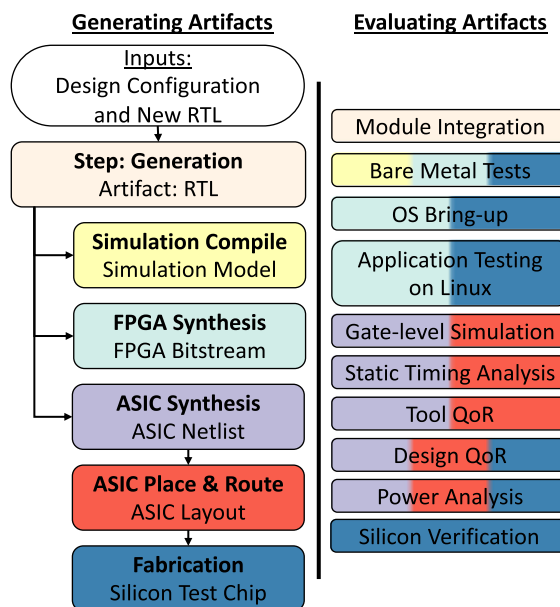 Generating Artifacts
Inputs:
Design Configuration
and New RTL
Step: Generation
Artifact: RTL
Simulation Compile
Simulation Model
FPGA Synthesis
FPGA Bitstream
ASIC Synthesis
ASIC Netlist
ASIC Place & Route
ASIC Layout
Fabrication
Silicon Test Chip
Evaluating Artifacts
Module Integration
Bare Metal Tests
OS Bring-up
Application Testing
on Linux
Gate-level Simulation
Static Timing Analysis
Tool QoR
Design QoR
Power Analysis
Silicon Verification